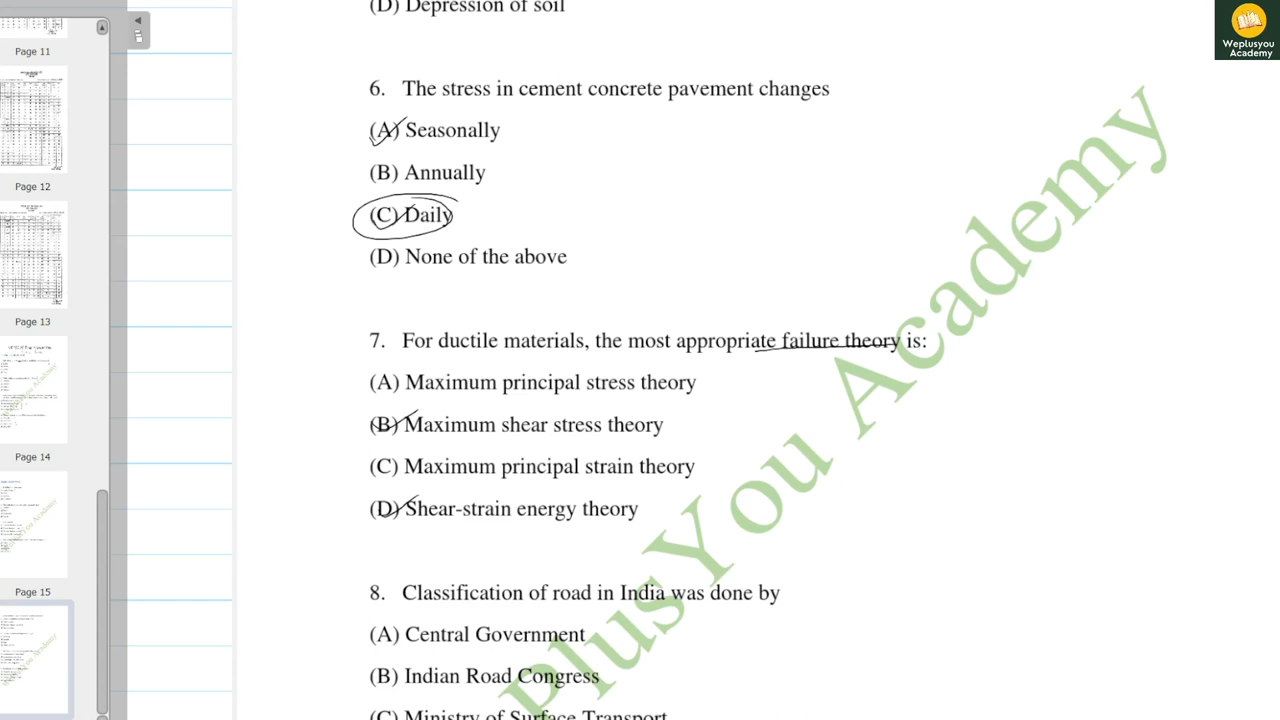 Page 11
Page 12
Page 13
Page 14
Page 15
Weplusyou
Academy
(D) Depression of soil
6. The stress in cement concrete pavement changes
(A) Seasonally
(B) Annually
(C) Daily
(D) None of the above
7. For ductile materials, the most appropriate failure theory is:
(A) Maximum principal stress theory
(B) Maximum shear stress theory
(C) Maximum principal strain theory
(D) Shear-strain energy theory
8. Classification of road in India was done by
(A) Central Government
(B) Indian Road Congress
(C) Ministry of Surface Transport
plusYou Academy